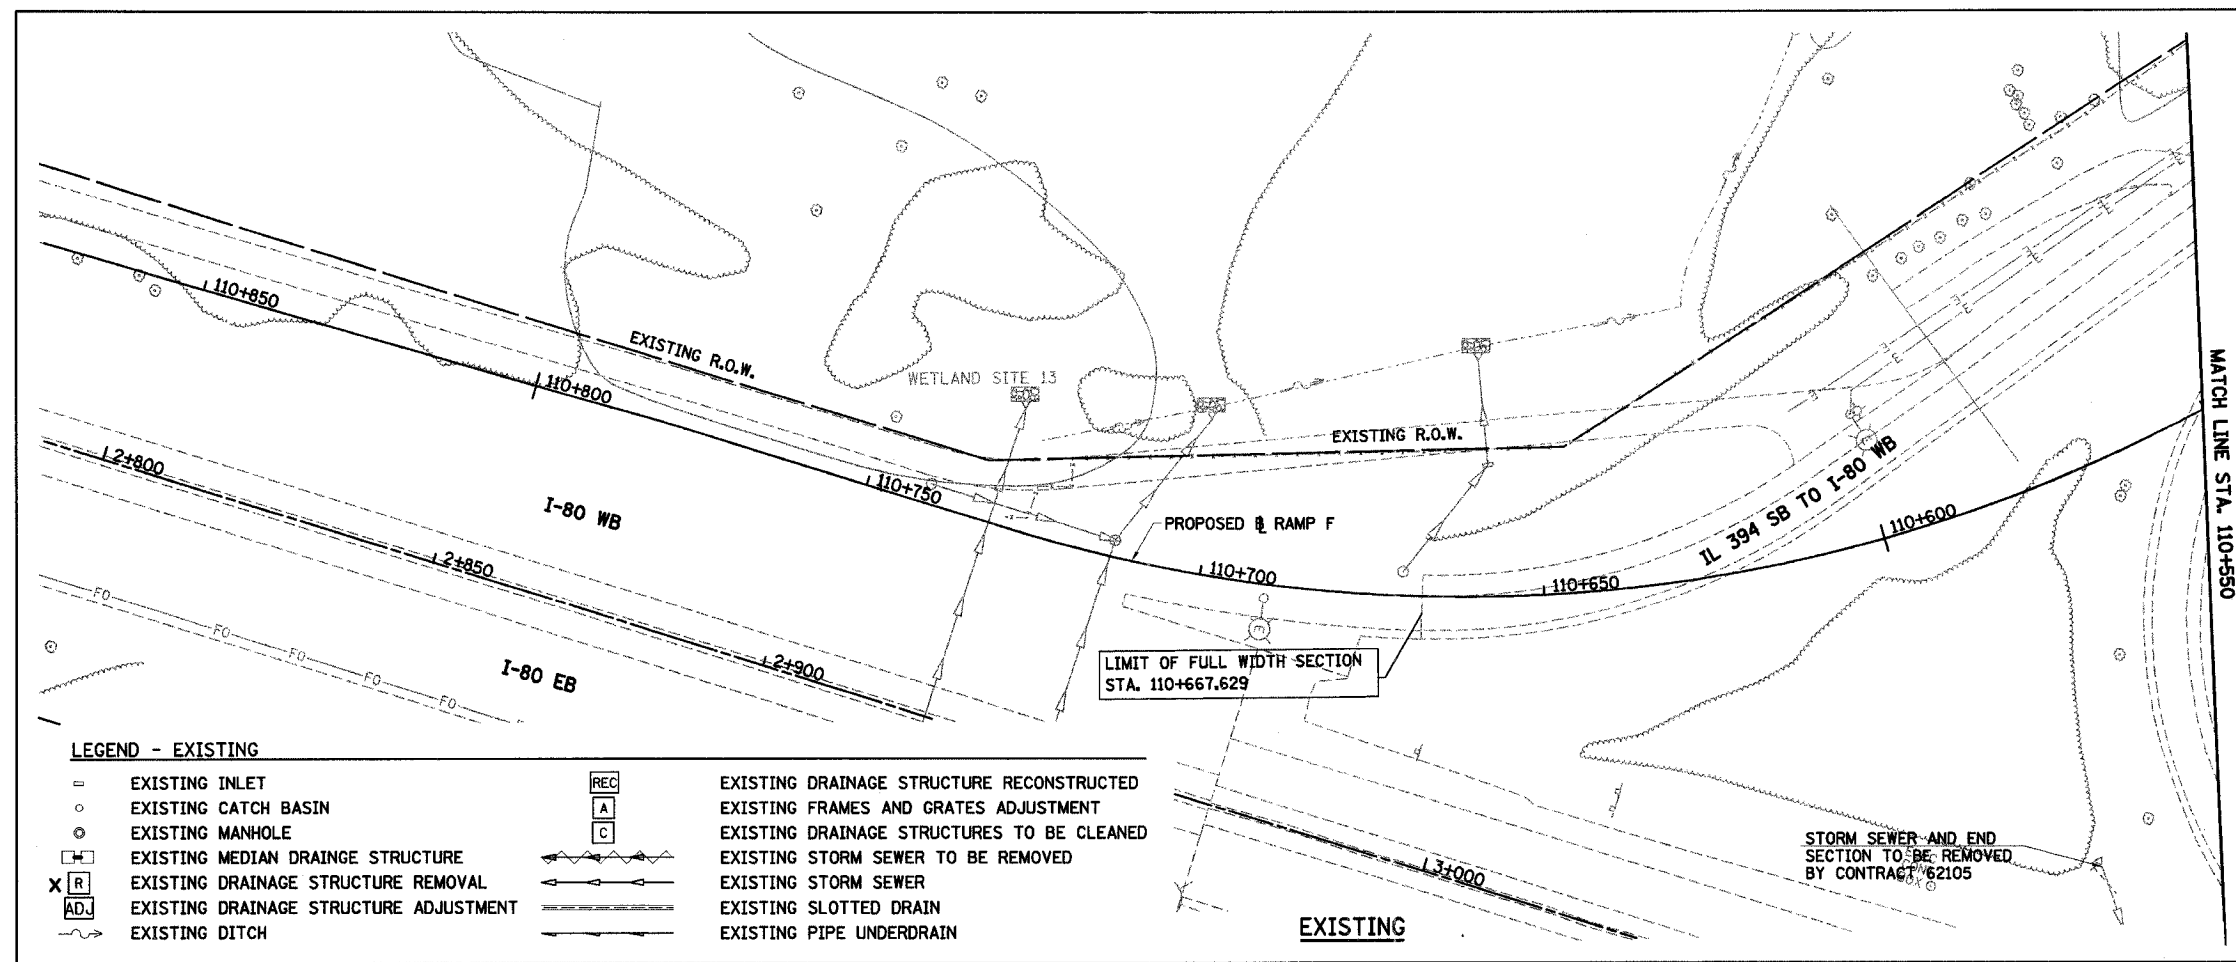 110+850
EXISTING R.O.W.
WETLAND SITE 13
110+800
EXISTING R.O.W.
MATCH LINE STA. 110+550
2+800
110+750
I-80 WB
PROPOSED ℄ RAMP F
IL 394 SB TO I-80 WB
110+600
2+850
110+700
110+650
FO
FO
FO
FO
FO
I-80 EB
2+900
LIMIT OF FULL WIDTH SECTION
STA. 110+667.629
LEGEND - EXISTING
EXISTING INLET
EXISTING CATCH BASIN
EXISTING MANHOLE
EXISTING MEDIAN DRAINGE STRUCTURE
X R EXISTING DRAINAGE STRUCTURE REMOVAL
ADJ EXISTING DRAINAGE STRUCTURE ADJUSTMENT
EXISTING DITCH
REC EXISTING DRAINAGE STRUCTURE RECONSTRUCTED
A EXISTING FRAMES AND GRATES ADJUSTMENT
C EXISTING DRAINAGE STRUCTURES TO BE CLEANED
EXISTING STORM SEWER TO BE REMOVED
EXISTING STORM SEWER
EXISTING SLOTTED DRAIN
EXISTING PIPE UNDERDRAIN
3+000
STORM SEWER AND END
SECTION TO BE REMOVED
BY CONTRACT 62105
EXISTING